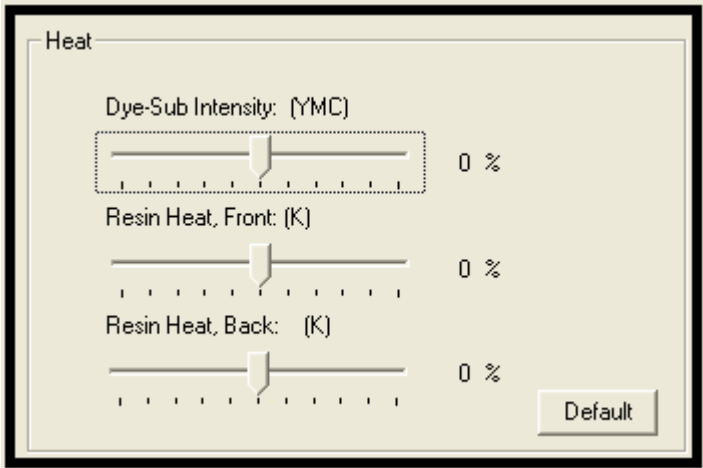 Heat
Dye-Sub Intensity: (YMC)
0 %
Resin Heat, Front: (K)
0 %
Resin Heat, Back: (K)
0 %
Default